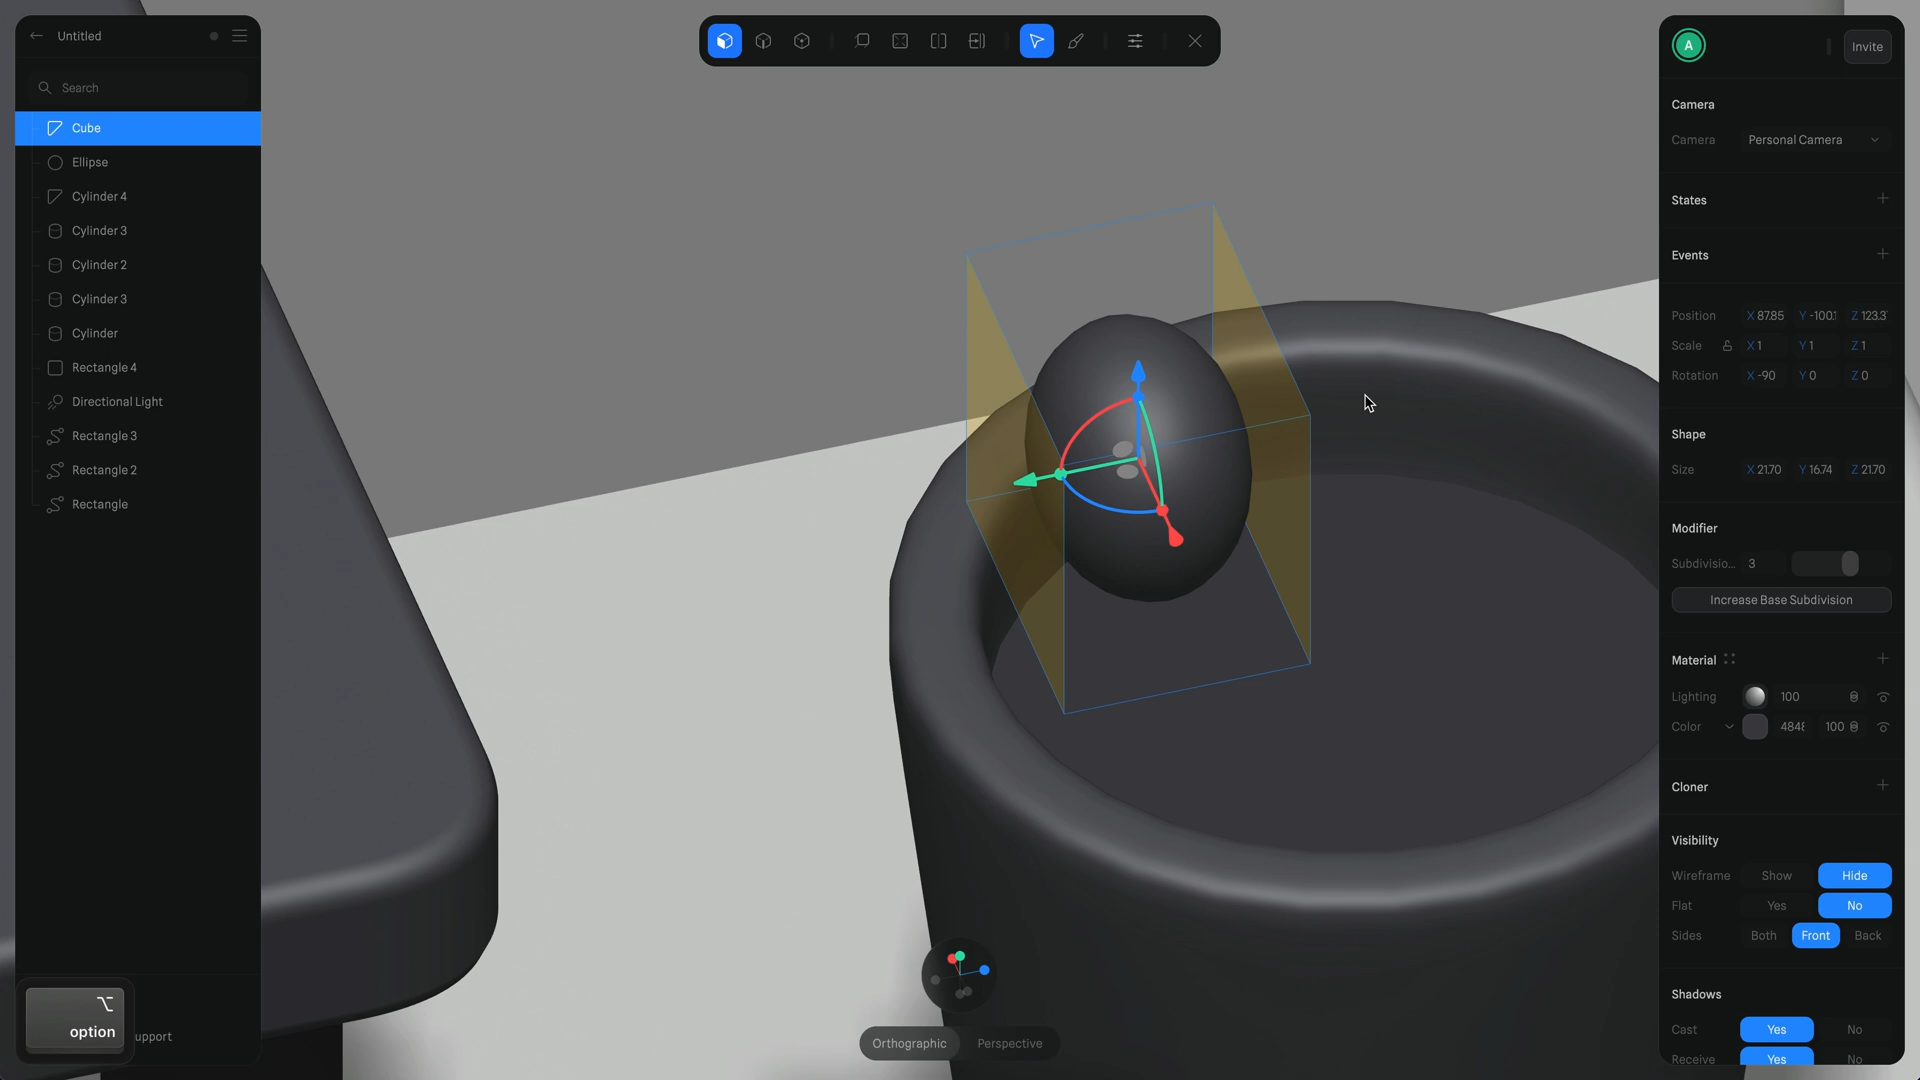 Untitled
Search
Cube
Ellipse
Cylinder 4
Cylinder 3
Cylinder 2
Cylinder 3
Cylinder
Rectangle 4
Directional Light
Rectangle 3
Rectangle 2
Rectangle
option
upport
Orthographic
Perspective
A
Invite
Camera
Camera Personal Camera
States
Events
Position X 87.85 Y -100.1 Z 123.3
Scale X 1 Y 1 Z 1
Rotation X -90 Y 0 Z 0
Shape
Size X 21.70 Y 16.74 Z 21.70
Modifier
Subdivisio... 3
Increase Base Subdivision
Material
Lighting 100
Color 484 100
Cloner
Visibility
Wireframe Show Hide
Flat Yes No
Sides Both Front Back
Shadows
Cast Yes No
Receive Yes No